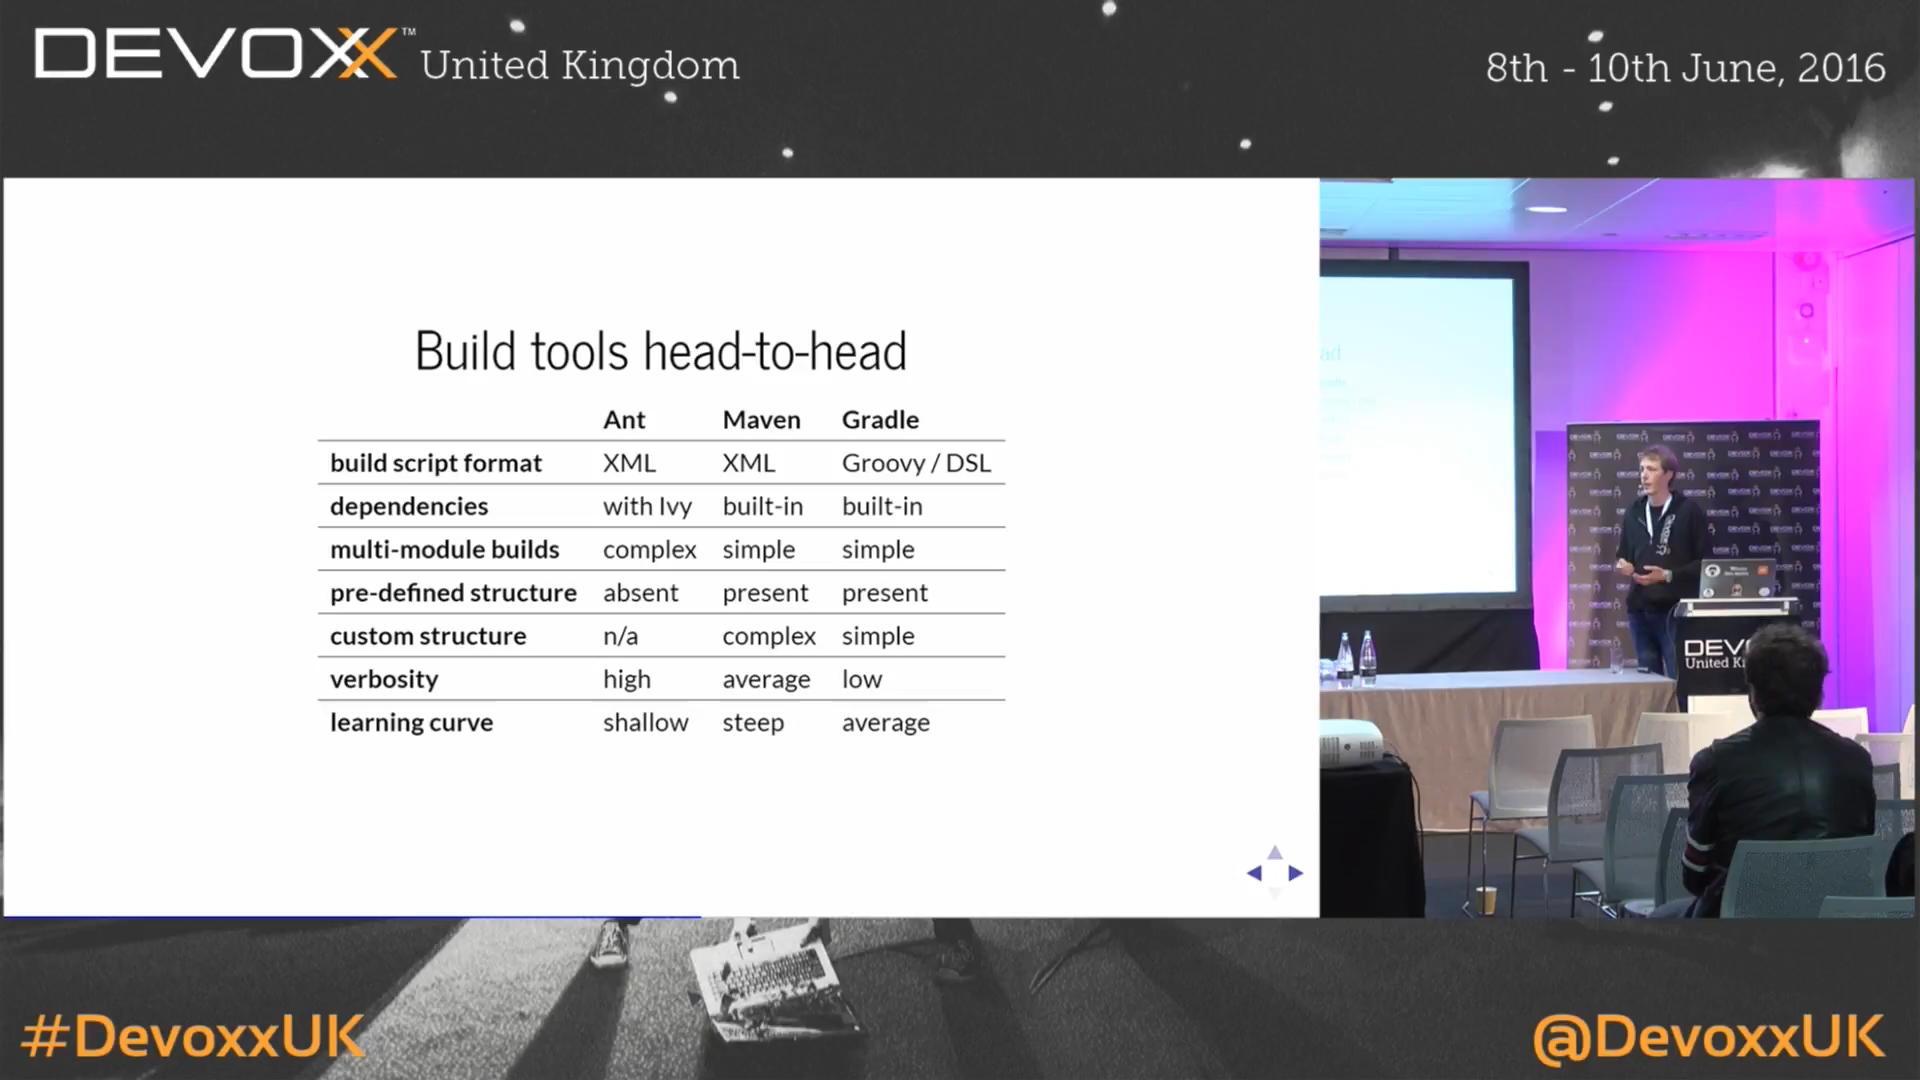 DEVOXX™ United Kingdom
8th - 10th June, 2016
Build tools head-to-head
Ant Maven Gradle
build script format XML XML Groovy / DSL
dependencies with Ivy built-in built-in
multi-module builds complex simple simple
pre-defined structure absent present present
custom structure n/a complex simple
verbosity high average low
learning curve shallow steep average
DEV
United Ki
#DevoxxUK
@DevoxxUK